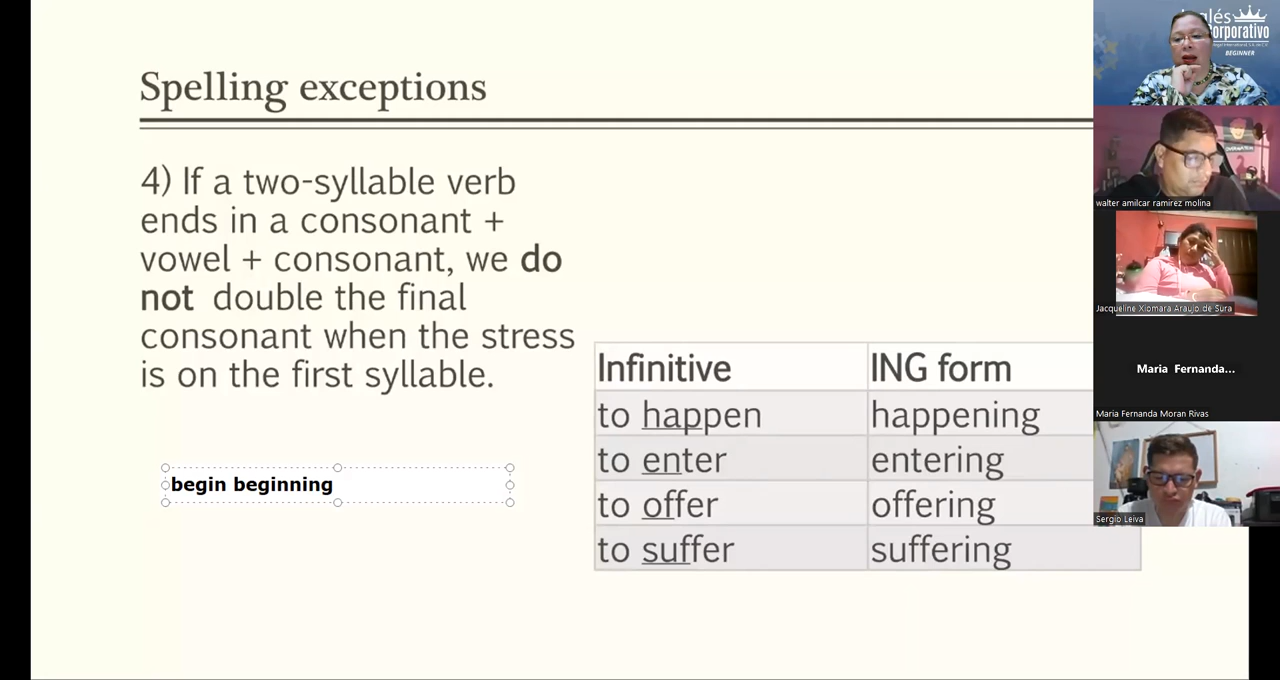 Spelling exceptions
4) If a two-syllable verb
ends in a consonant +
vowel + consonant, we do
not double the final
consonant when the stress
is on the first syllable.
begin beginning
Infinitive ING form
to happen happening
to enter entering
to offer offering
to suffer suffering
Inglés
Corporativo
BEGINNER
walter amilcar ramirez molina
Jacqueline Xiomara Araujo de Sura
Maria Fernanda...
Maria Fernanda Moran Rivas
Sergio Leiva